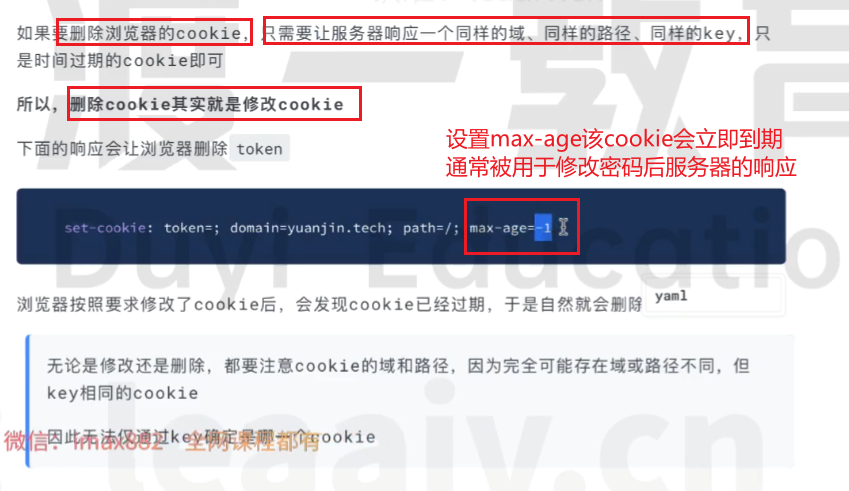 如果要删除浏览器的cookie，只需要让服务器响应一个同样的域、同样的路径、同样的key，只
是时间过期的cookie即可
所以，删除cookie其实就是修改cookie
下面的响应会让浏览器删除 token
设置max-age该cookie会立即到期
通常被用于修改密码后服务器的响应
set-cookie: token=; domain=yuanjin.tech; path=/; max-age=-1
浏览器按照要求修改了cookie后，会发现cookie已经过期，于是自然就会删除
yaml
无论是修改还是删除，都要注意cookie的域和路径，因为完全可能存在域或路径不同，但
key相同的cookie
因此无法仅通过key确定是哪一个cookie
渡一教育
Duyi Educatio